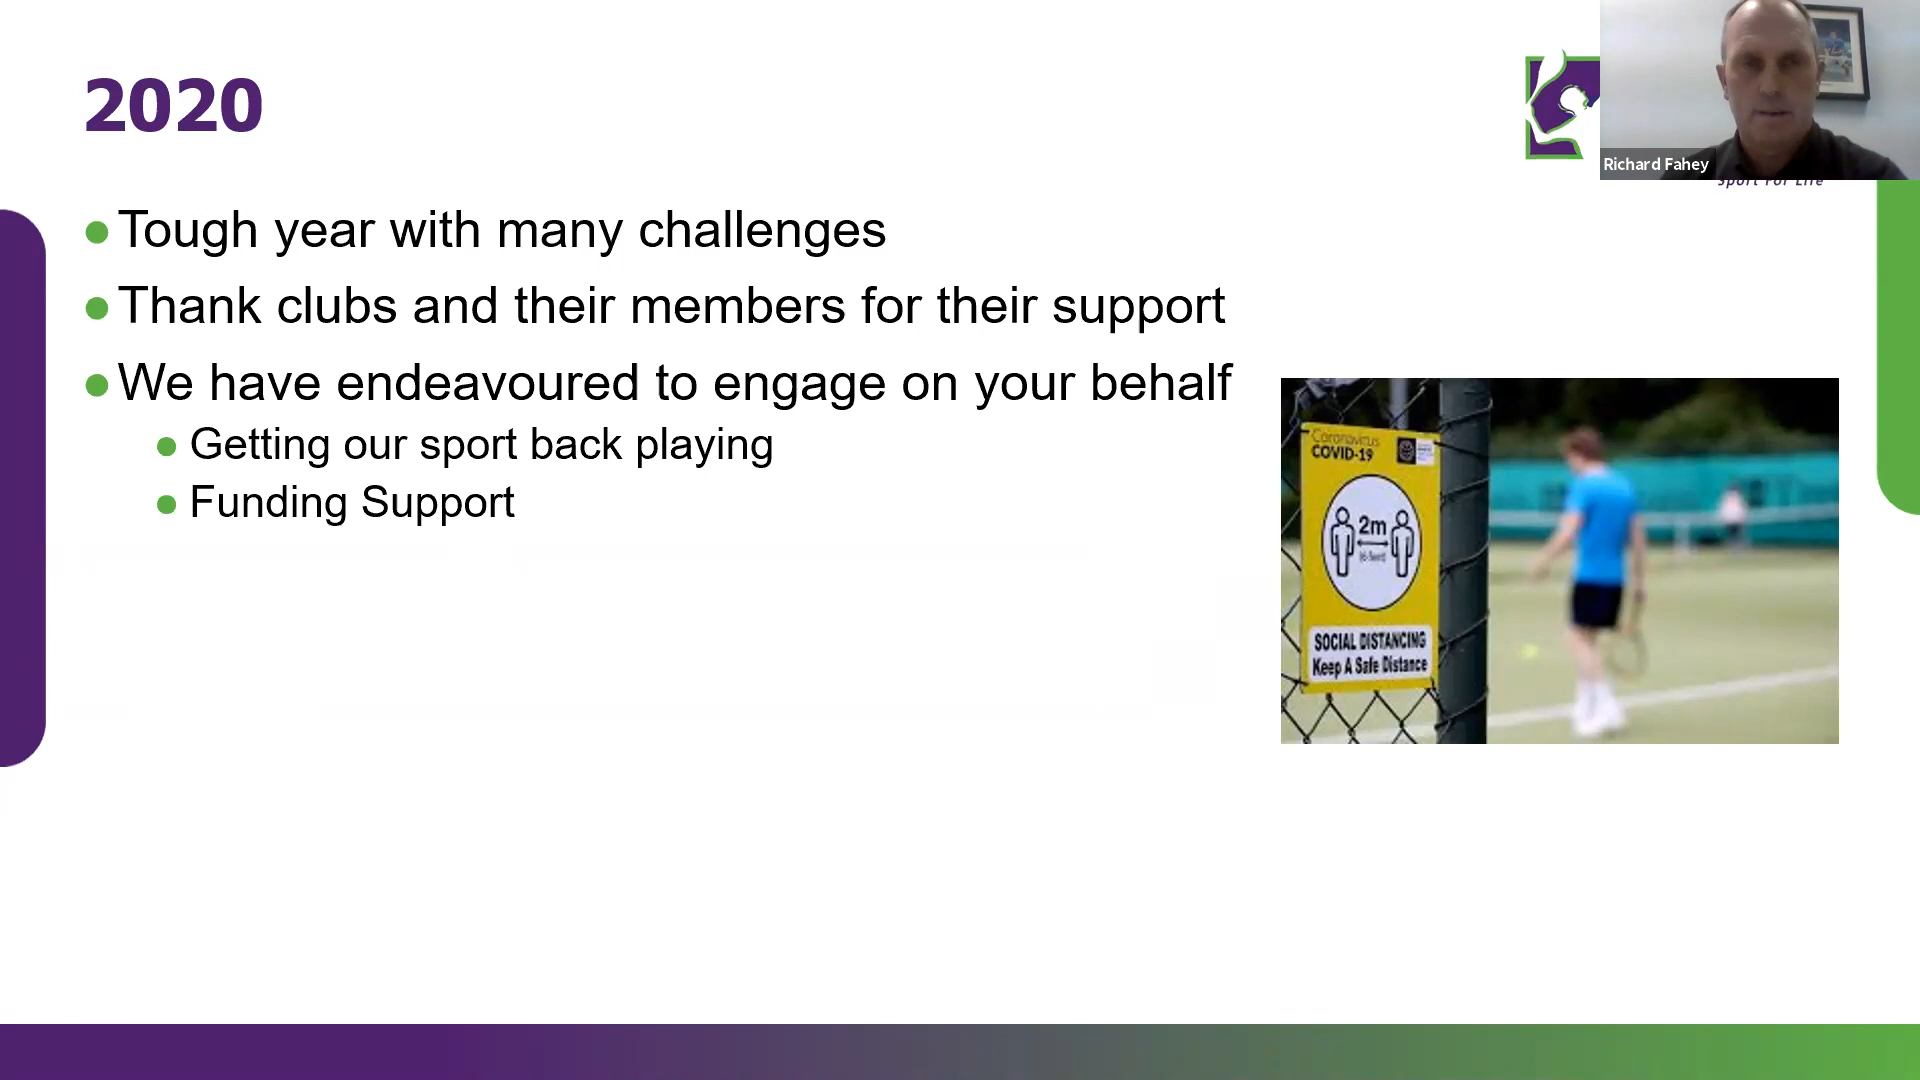 2020
Richard Fahey
Sport For Life
Tough year with many challenges
Thank clubs and their members for their support
We have endeavoured to engage on your behalf
Getting our sport back playing
Funding Support
Coronavirus
COVID-19
2m
SOCIAL DISTANCING
Keep A Safe Distance